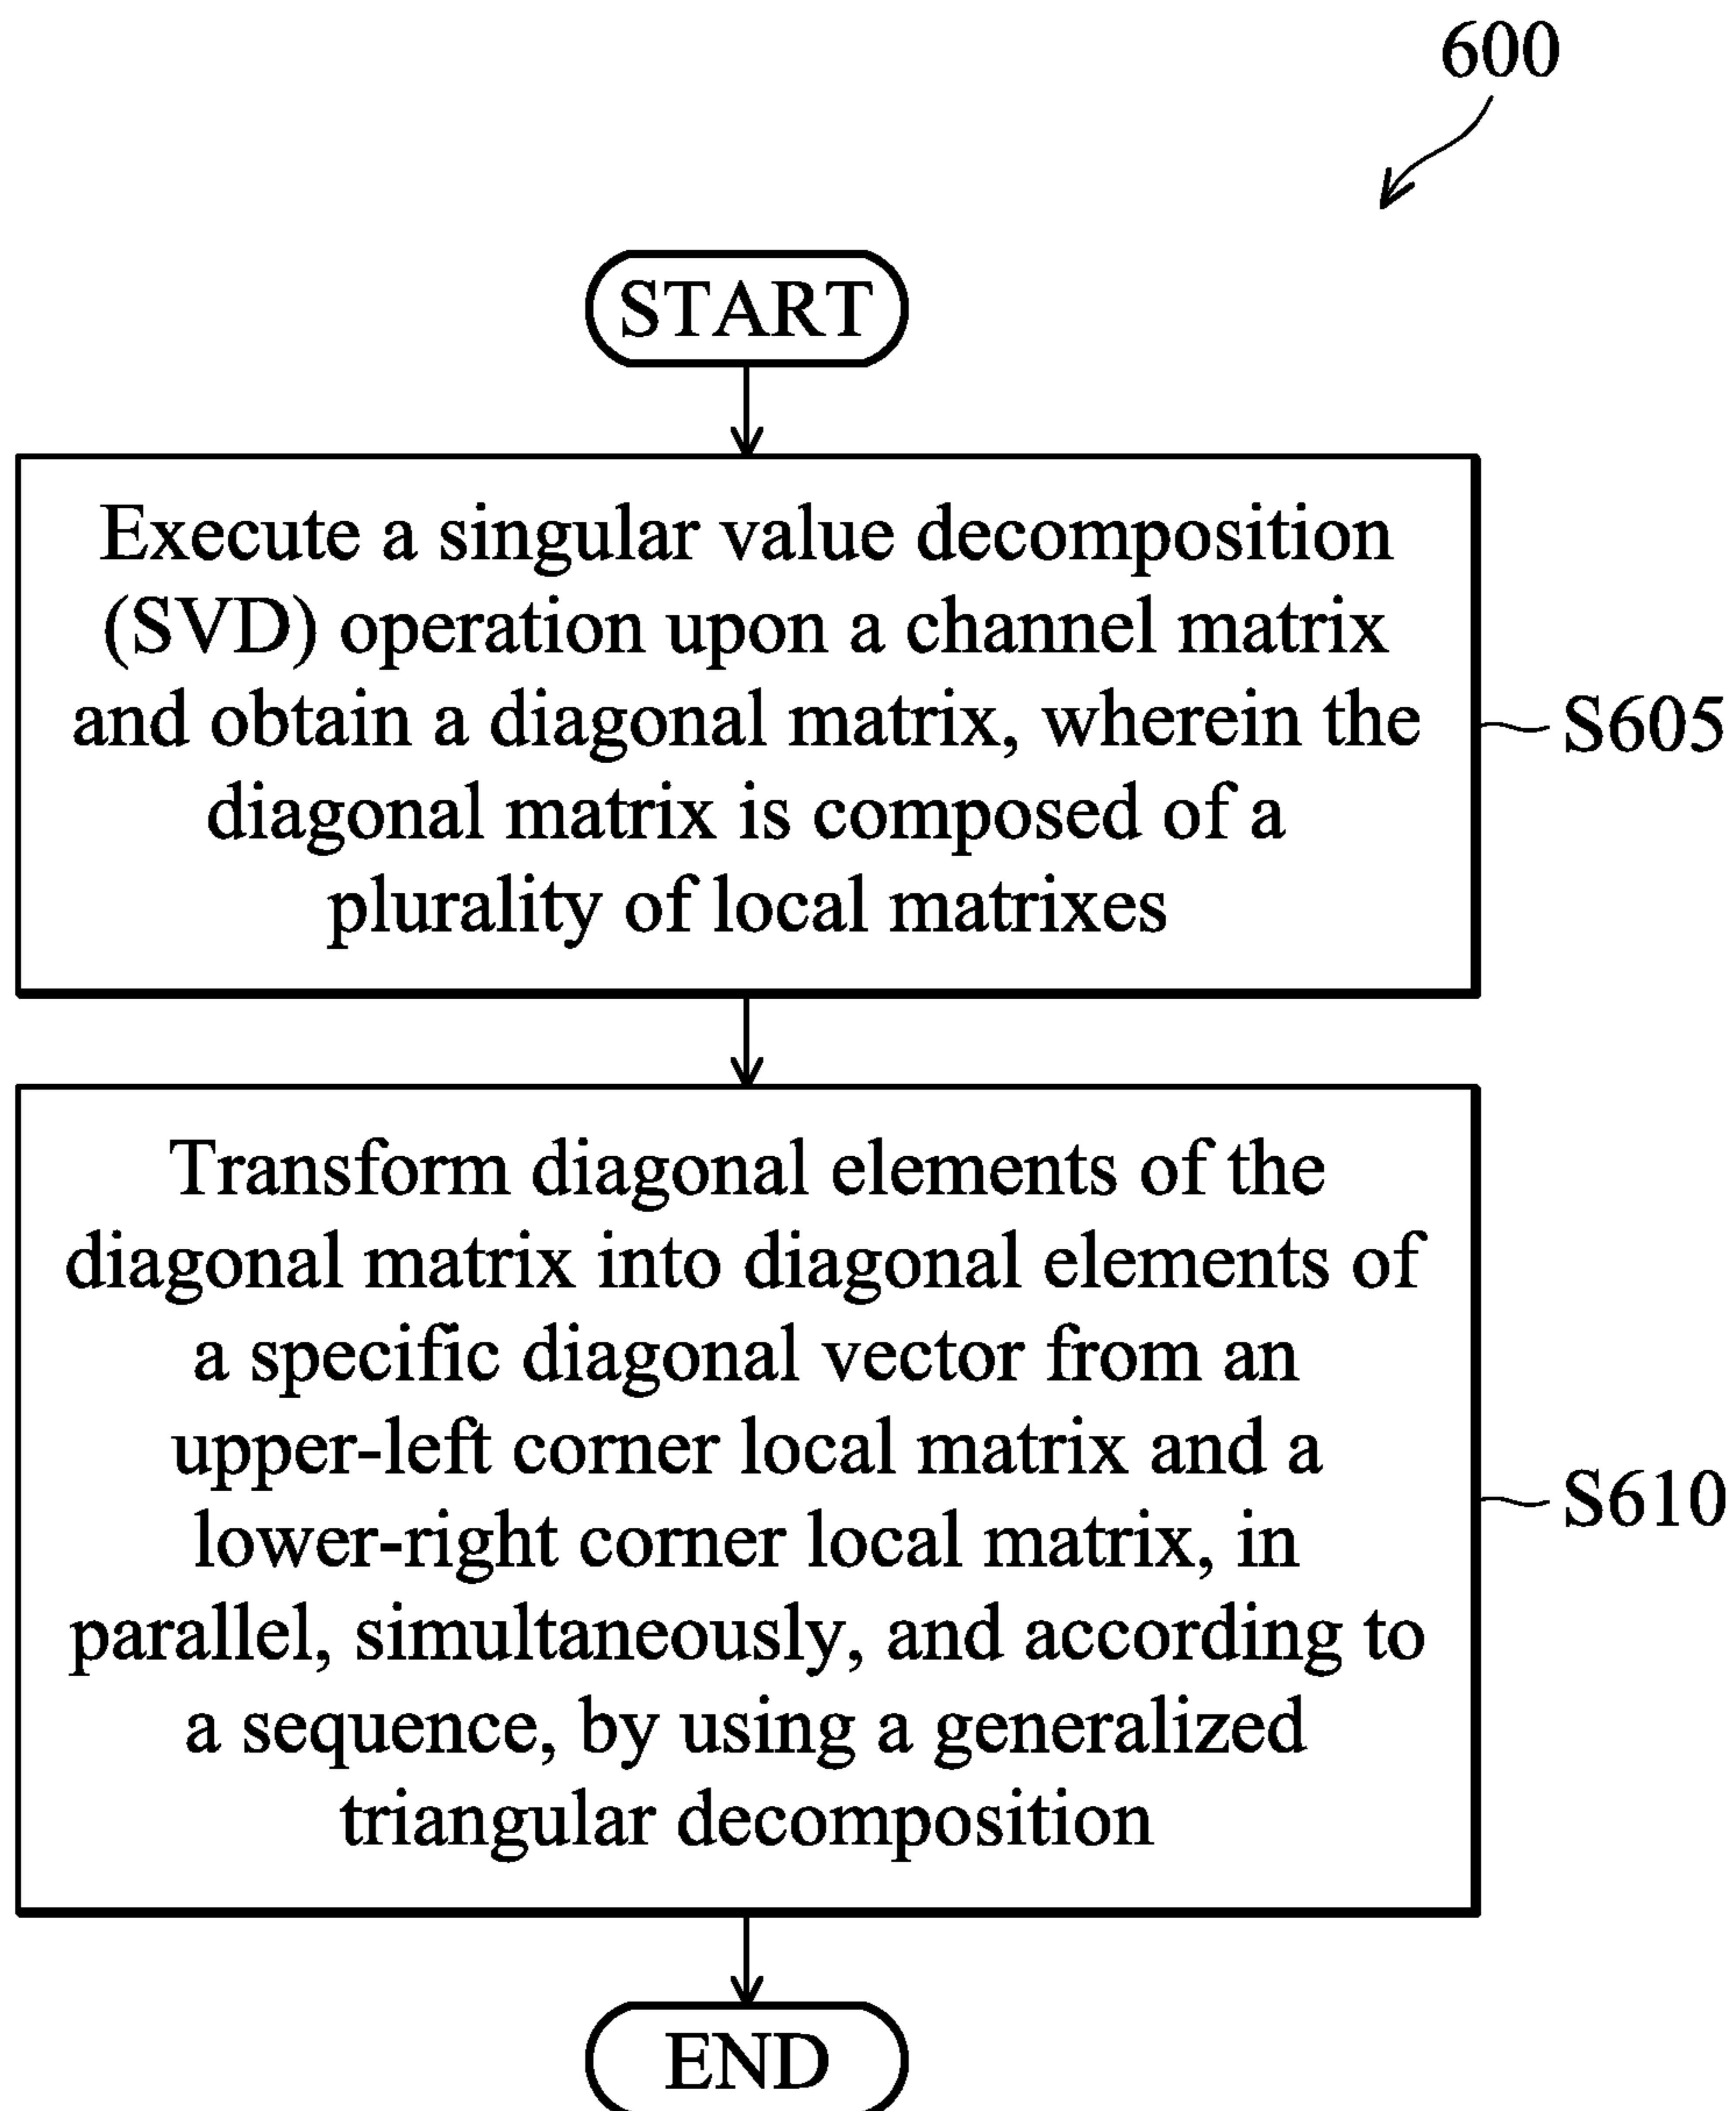 600
START
Execute a singular value decomposition
(SVD) operation upon a channel matrix
and obtain a diagonal matrix, wherein the
diagonal matrix is composed of a
plurality of local matrixes
S605
Transform diagonal elements of the
diagonal matrix into diagonal elements of
a specific diagonal vector from an
upper-left corner local matrix and a
lower-right corner local matrix, in
parallel, simultaneously, and according to
a sequence, by using a generalized
triangular decomposition
S610
END